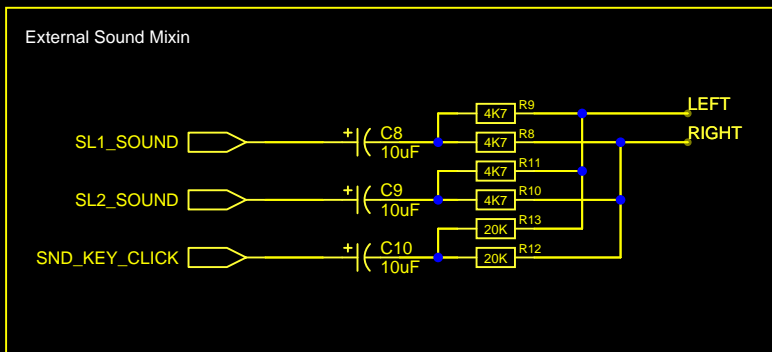 External Sound Mixin
R9
LEFT
4K7
+
C8
R8
RIGHT
SL1_SOUND
10uF
4K7
R11
4K7
+
C9
R10
SL2_SOUND
10uF
4K7
R13
20K
+
C10
R12
SND_KEY_CLICK
10uF
20K